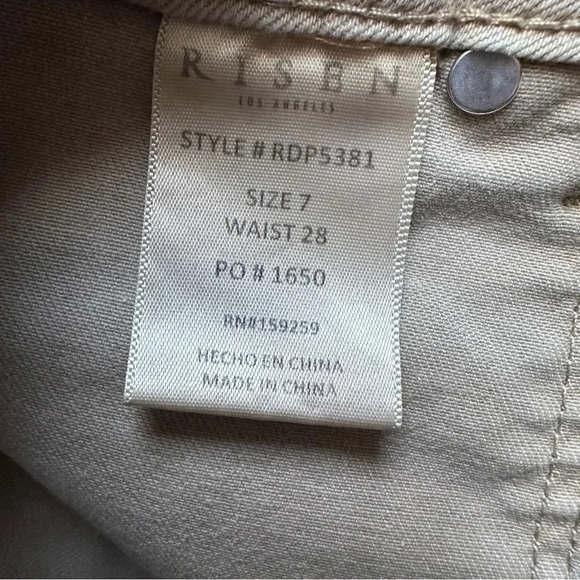 RISEN
LOS ANGELES
STYLE # RDP5381
SIZE 7
WAIST 28
PO # 1650
RN#159259
HECHO EN CHINA
MADE IN CHINA